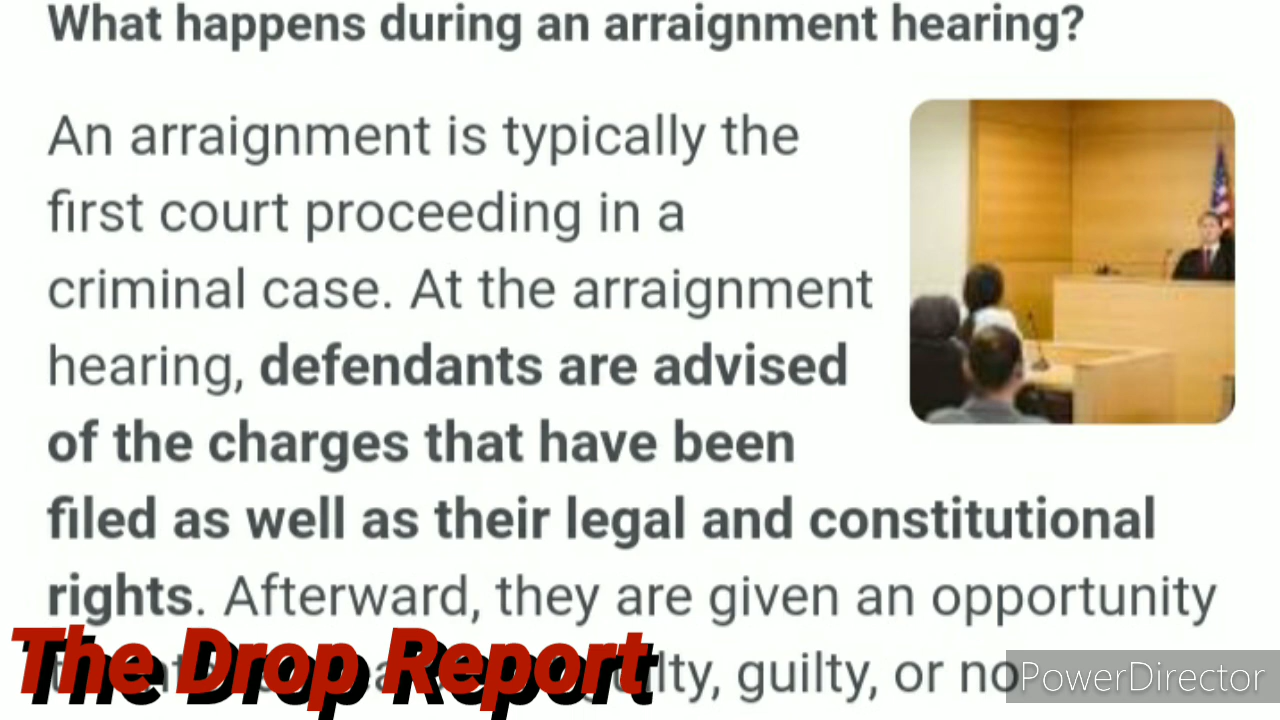 What happens during an arraignment hearing?
An arraignment is typically the
first court proceeding in a
criminal case. At the arraignment
hearing, defendants are advised
of the charges that have been
filed as well as their legal and constitutional
rights. Afterward, they are given an opportunity
guilty, or no
The Drop Report
PowerDirector